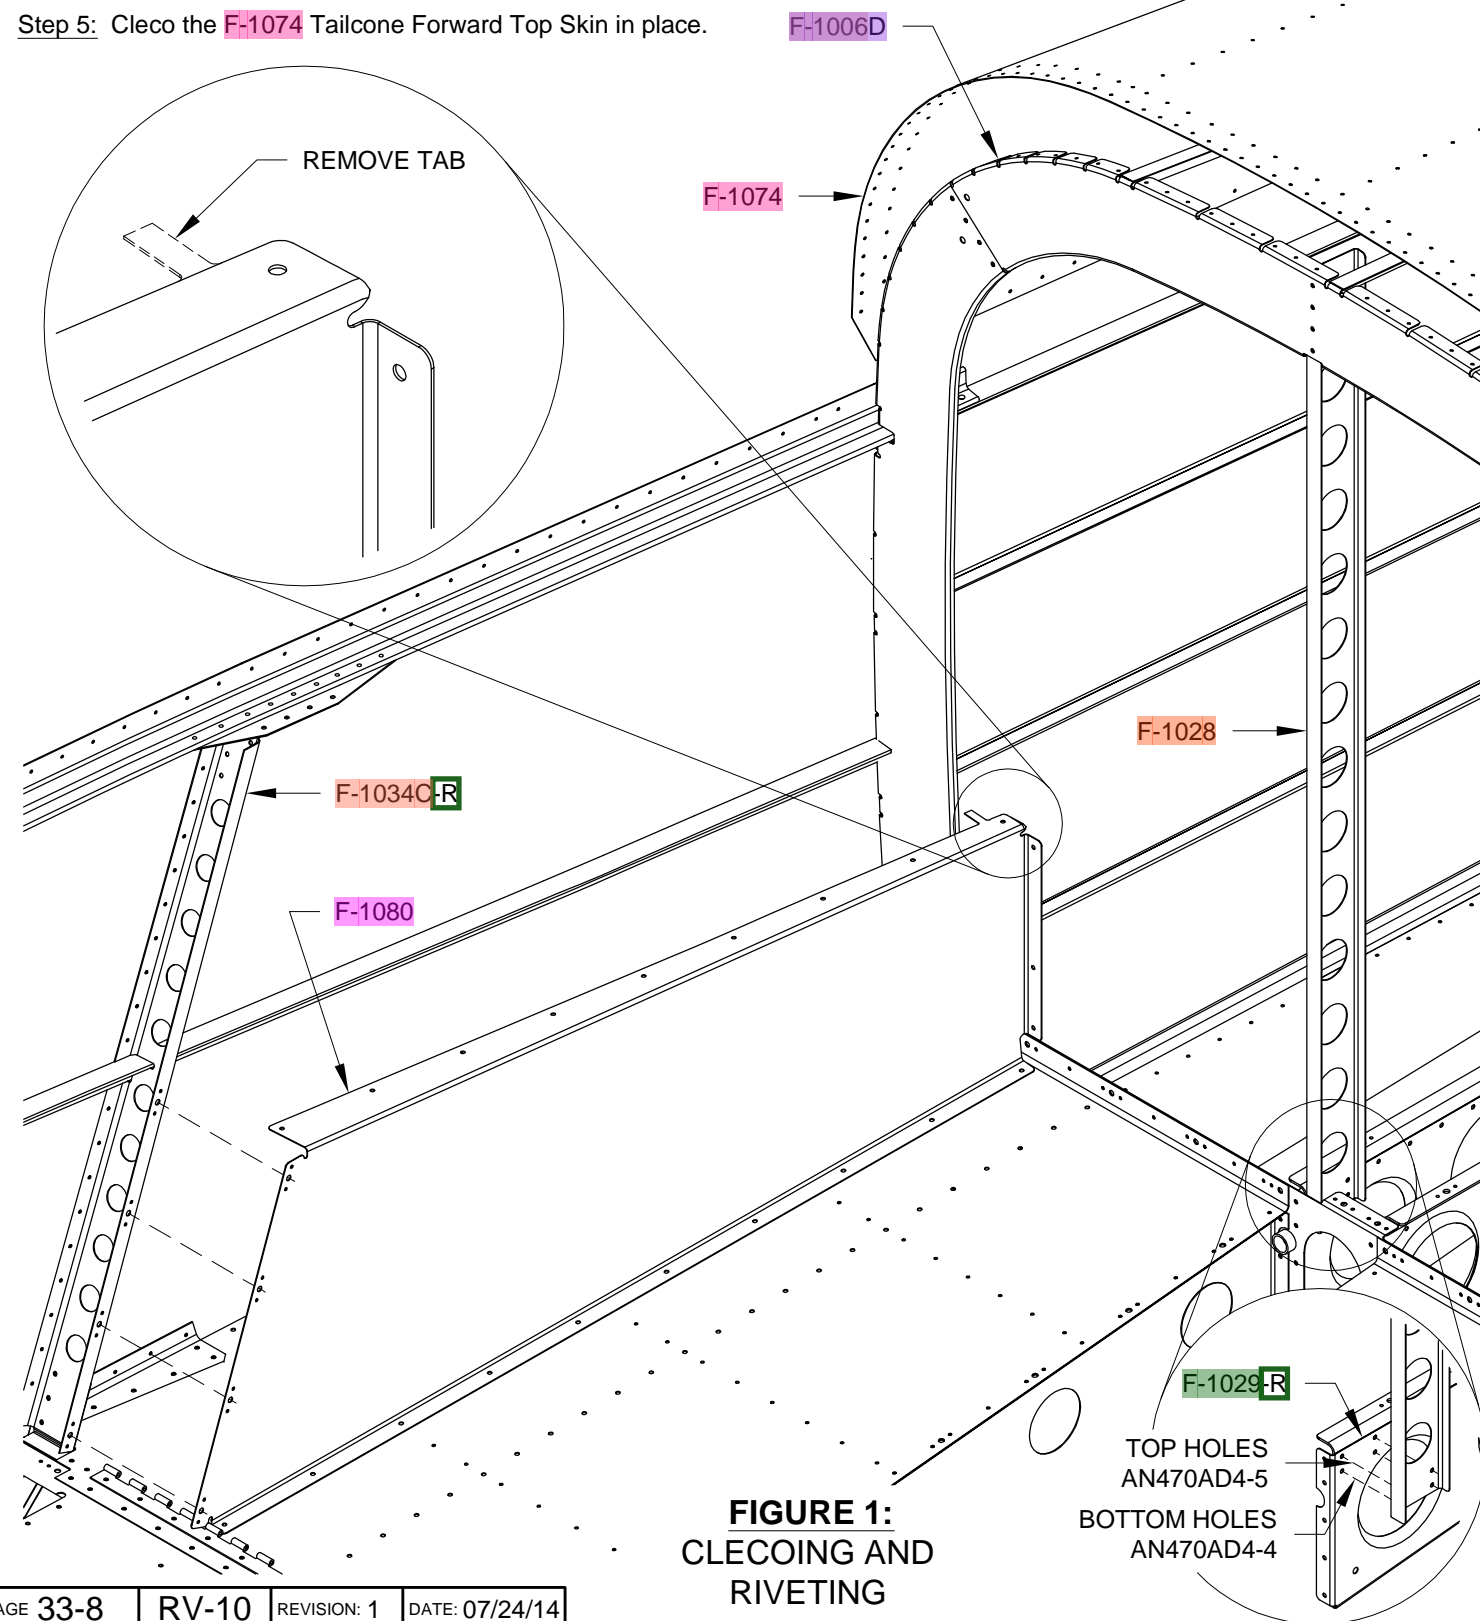 Step 5: Cleco the F-1074 Tailcone Forward Top Skin in place.
F-1006D
REMOVE TAB
F-1074
F-1028
F-1034C-R
F-1080
F-1029-R
TOP HOLES
AN470AD4-5
BOTTOM HOLES
AN470AD4-4
FIGURE 1:
CLECOING AND
RIVETING
AGE 33-8 RV-10 REVISION: 1 DATE: 07/24/14